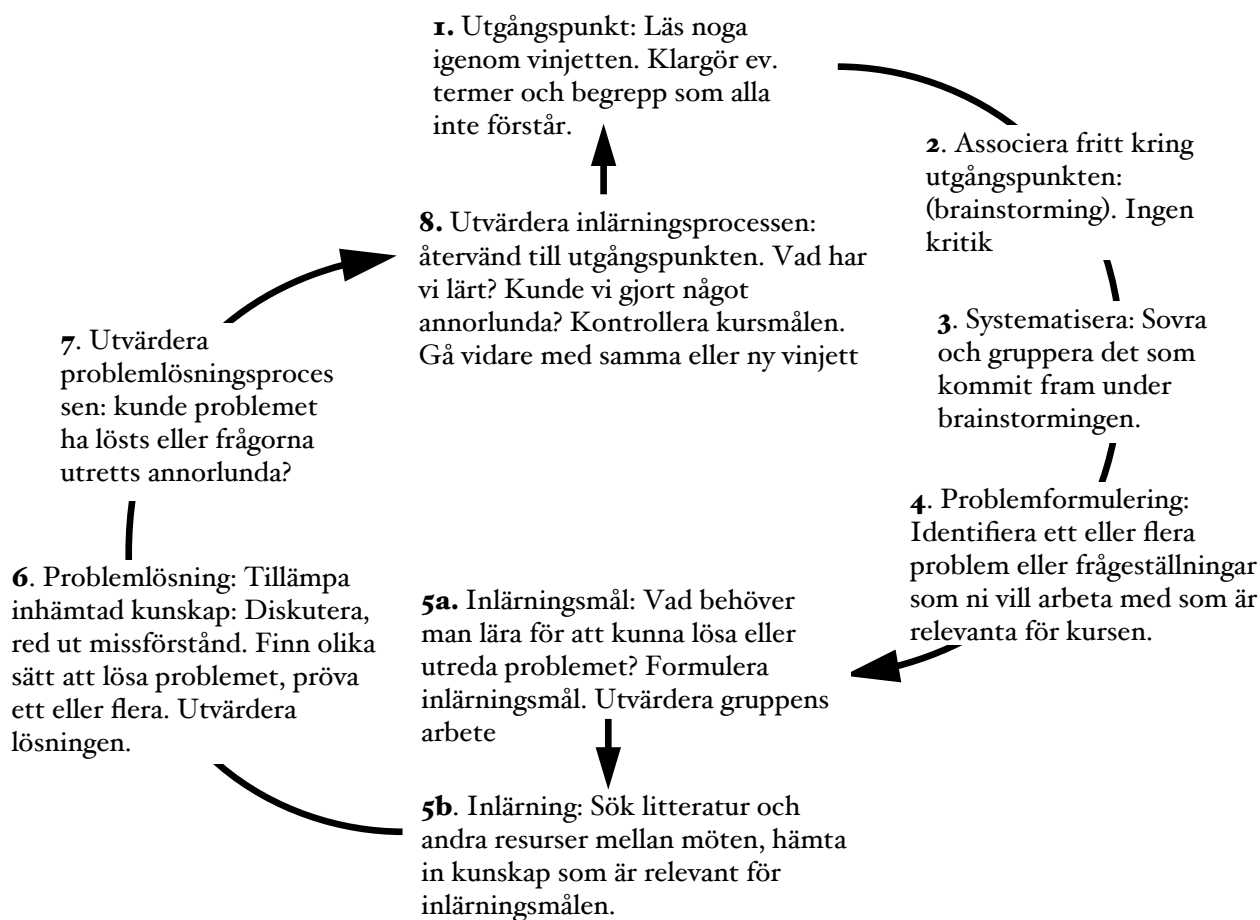 1. Utgångspunkt: Läs noga
igenom vinjetten. Klargör ev.
termer och begrepp som alla
inte förstår.
2. Associera fritt kring
utgångspunkten:
(brainstorming). Ingen
kritik
3. Systematisera: Sovra
och gruppera det som
kommit fram under
brainstormingen.
4. Problemformulering:
Identifiera ett eller flera
problem eller frågeställningar
som ni vill arbeta med som är
relevanta för kursen.
5a. Inlärningsmål: Vad behöver
man lära för att kunna lösa eller
utreda problemet? Formulera
inlärningsmål. Utvärdera gruppens
arbete
5b. Inlärning: Sök litteratur och
andra resurser mellan möten, hämta
in kunskap som är relevant för
inlärningsmålen.
6. Problemlösning: Tillämpa
inhämtad kunskap: Diskutera,
red ut missförstånd. Finn olika
sätt att lösa problemet, pröva
ett eller flera. Utvärdera
lösningen.
7. Utvärdera
problemlösningsproces
sen: kunde problemet
ha lösts eller frågorna
utretts annorlunda?
8. Utvärdera inlärningsprocessen:
återvänd till utgångspunkten. Vad har
vi lärt? Kunde vi gjort något
annorlunda? Kontrollera kursmålen.
Gå vidare med samma eller ny vinjett